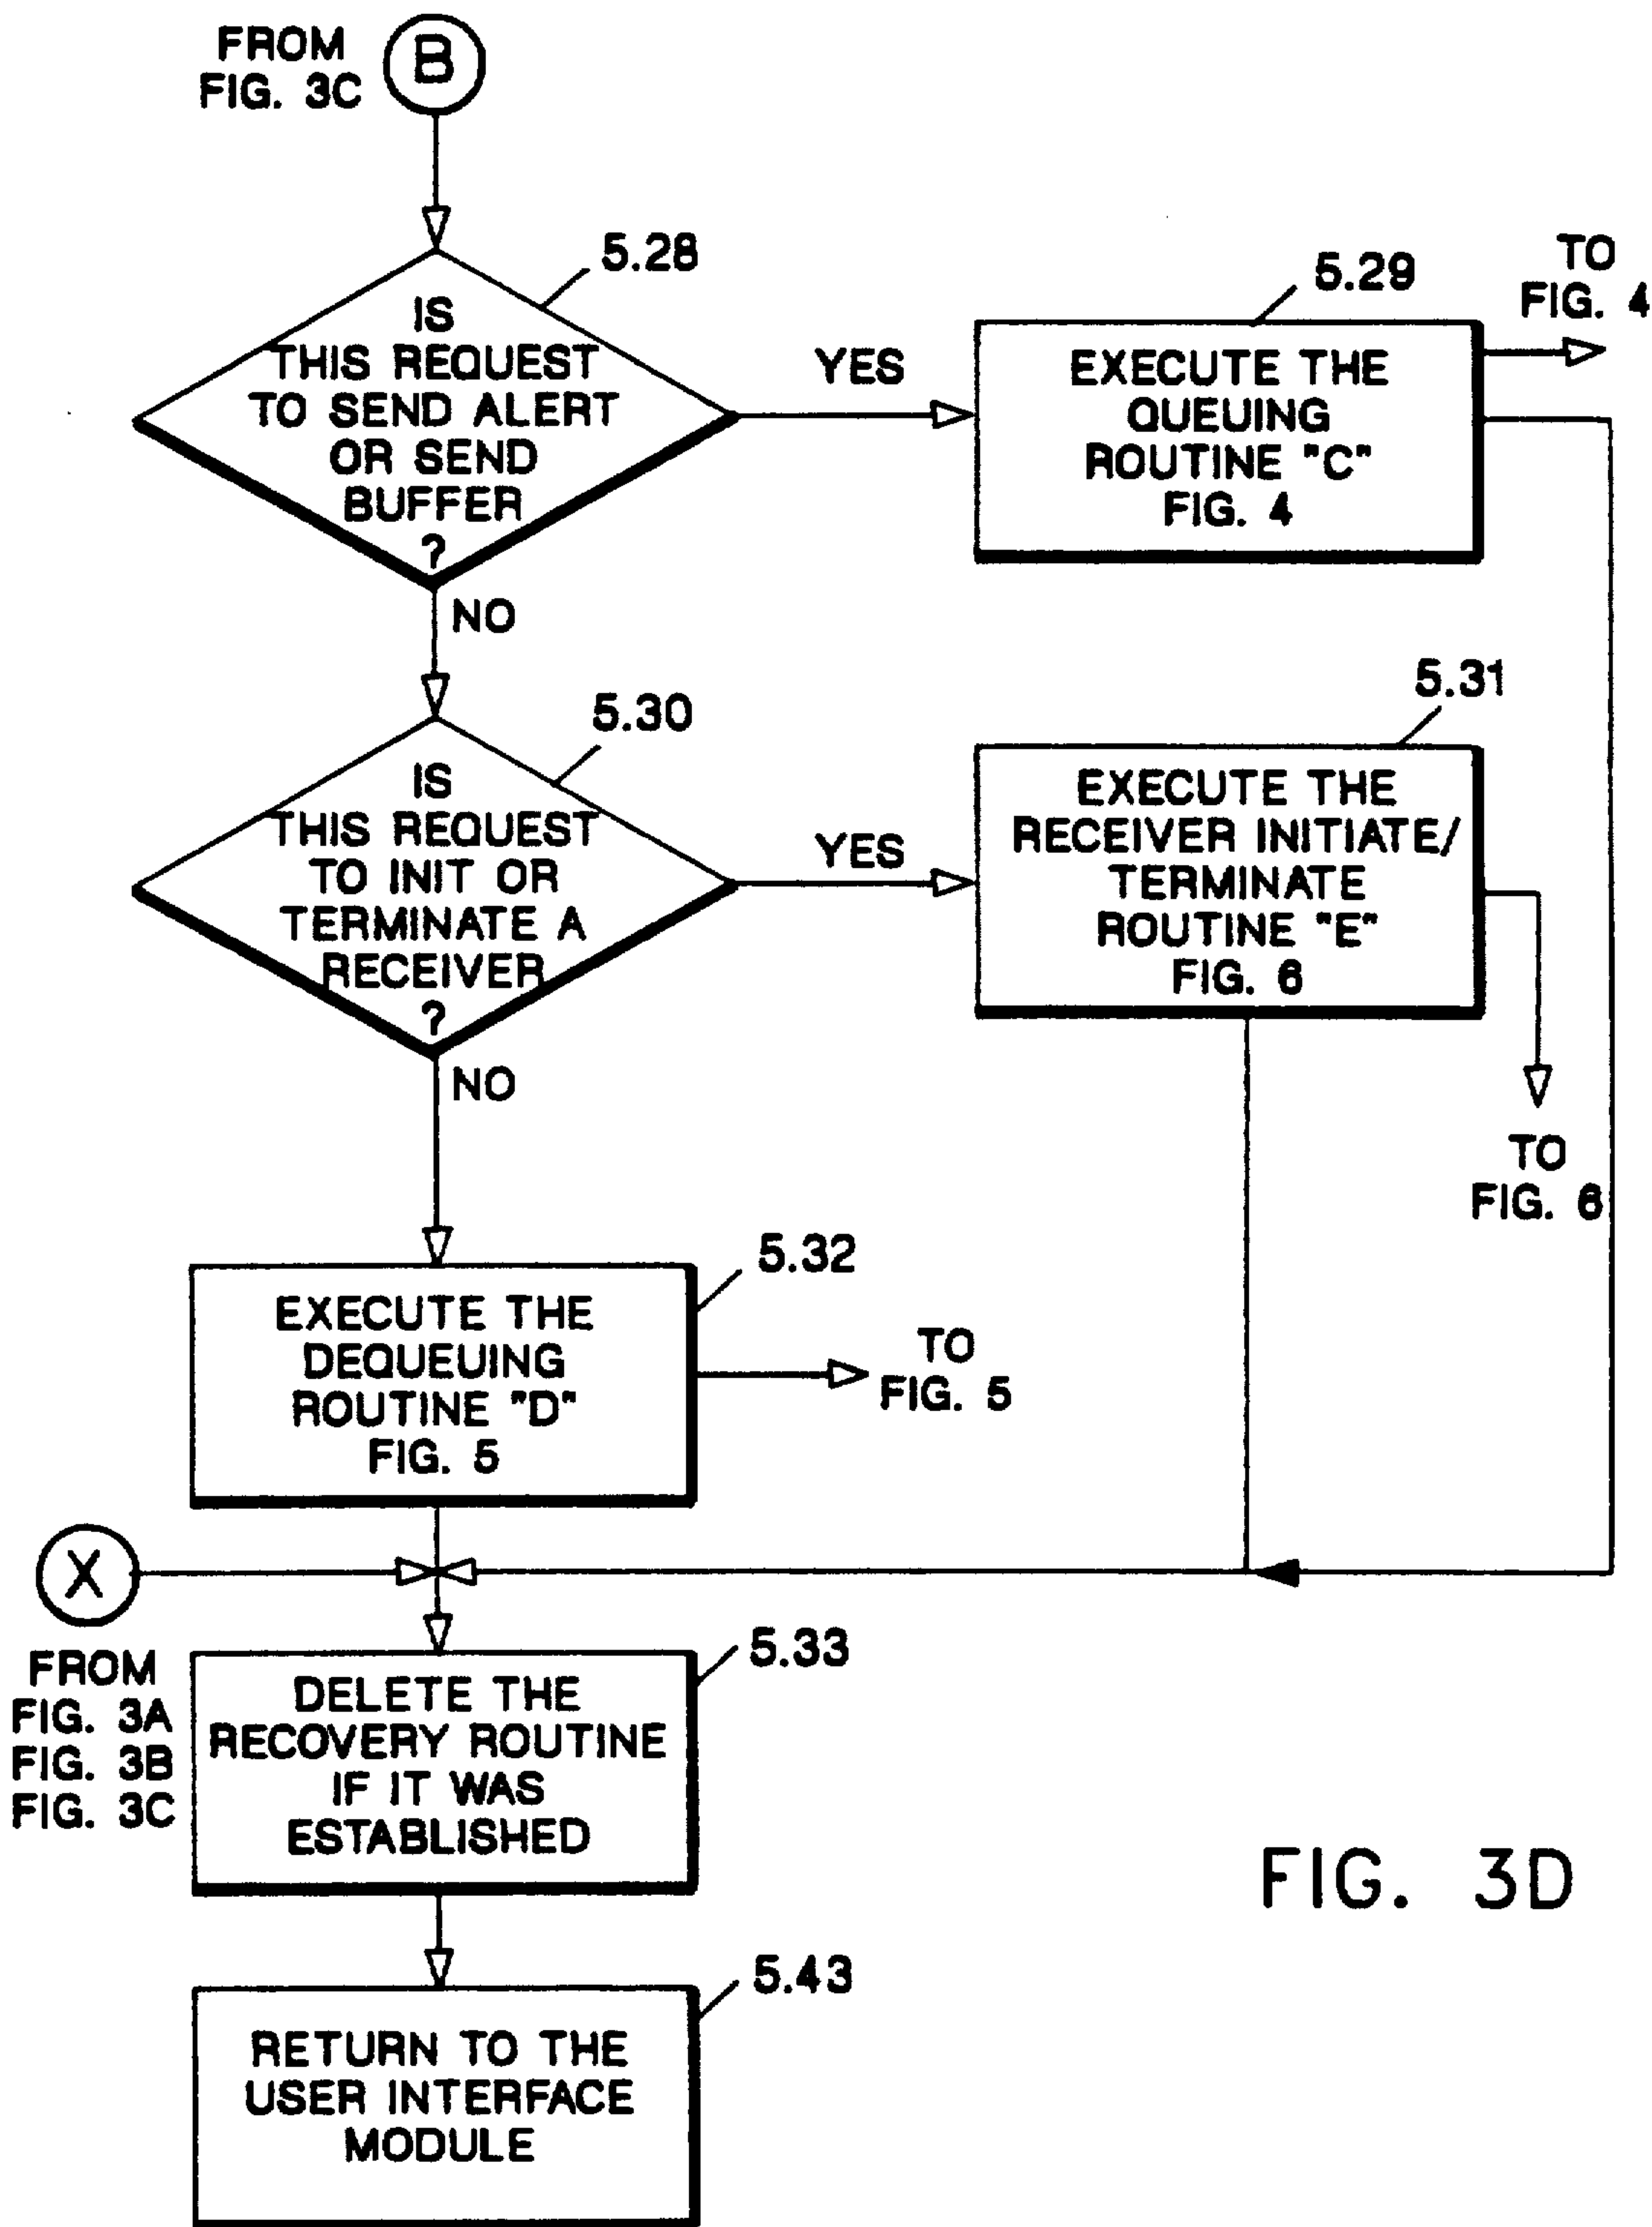 FROM
FIG. 3C
B
5.28
IS
THIS REQUEST
TO SEND ALERT
OR SEND
BUFFER
?
YES
NO
5.29
EXECUTE THE
QUEUING
ROUTINE "C"
FIG. 4
TO
FIG. 4
5.30
IS
THIS REQUEST
TO INIT OR
TERMINATE A
RECEIVER
?
YES
NO
5.31
EXECUTE THE
RECEIVER INITIATE/
TERMINATE
ROUTINE "E"
FIG. 6
TO
FIG. 6
5.32
EXECUTE THE
DEQUEUING
ROUTINE "D"
FIG. 5
TO
FIG. 5
X
FROM
FIG. 3A
FIG. 3B
FIG. 3C
5.33
DELETE THE
RECOVERY ROUTINE
IF IT WAS
ESTABLISHED
5.43
RETURN TO THE
USER INTERFACE
MODULE
FIG. 3D